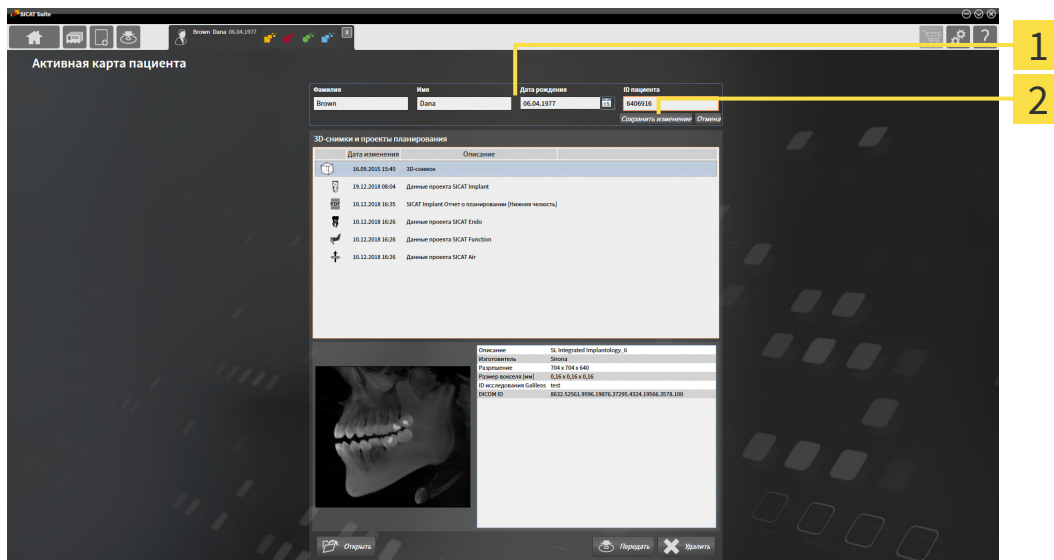 SICAT Suite
Brown Dana 06.04.1977
X
?
1
Активная карта пациента
Фамилия Имя Дата рождения ID пациента
Brown Dana 06.04.1977 15 6406916
2
Сохранить изменение Отмена
3D-снимки и проекты планирования
Дата изменения Описание
16.09.2015 15:45 3D-снимок
19.12.2018 08:04 Данные проекта SICAT Implant
PDF 10.12.2018 16:35 SICAT Implant Отчет о планировании [Нижняя челюсть]
10.12.2018 16:26 Данные проекта SICAT Endo
10.12.2018 16:26 Данные проекта SICAT Function
10.12.2018 16:26 Данные проекта SICAT Air
Описание SL Integrated Implantology_6
Изготовитель Sirona
Разрешение 704 x 704 x 640
Размер вокселя [мм] 0,16 x 0,16 x 0,16
ID исследования Galileos test
DICOM ID 8632.52561.9596.19876.37295.4324.19566.3578.100
Открыть Передать Удалить